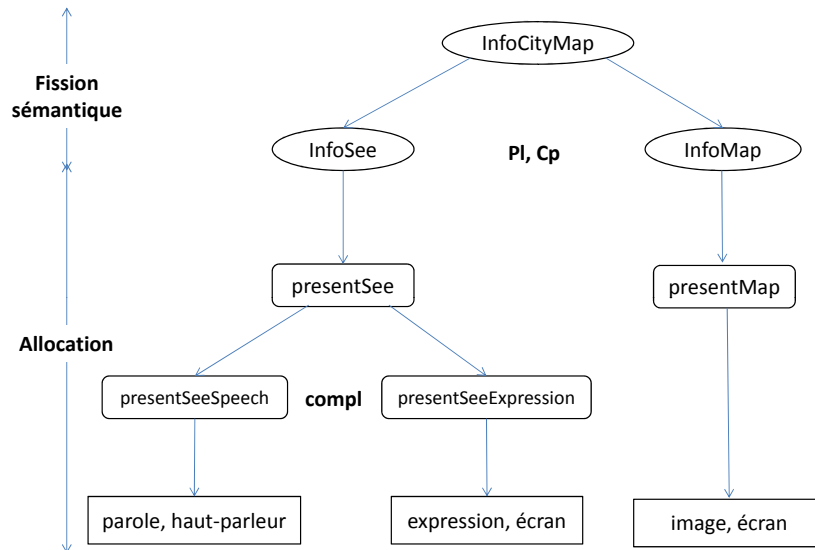 InfoCityMap
Fission
sémantique
InfoSee
Pl, Cp
InfoMap
presentSee
presentMap
Allocation
presentSeeSpeech
compl
presentSeeExpression
parole, haut-parleur
expression, écran
image, écran